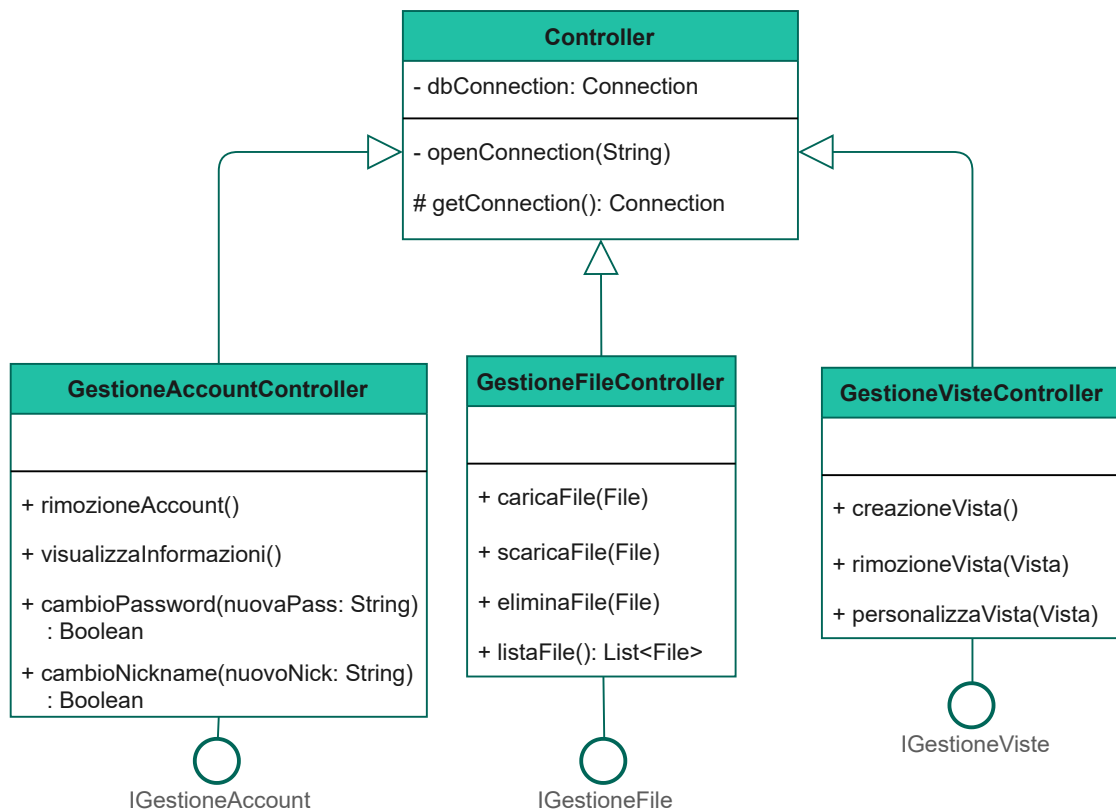 Controller
- dbConnection: Connection
- openConnection(String)
# getConnection(): Connection
GestioneAccountController
+ rimozioneAccount()
+ visualizzaInformazioni()
+ cambioPassword(nuovaPass: String)
: Boolean
+ cambioNickname(nuovoNick: String)
: Boolean
IGestioneAccount
GestioneFileController
+ caricaFile(File)
+ scaricaFile(File)
+ eliminaFile(File)
+ listaFile(): List<File>
IGestioneFile
GestioneVisteController
+ creazioneVista()
+ rimozioneVista(Vista)
+ personalizzaVista(Vista)
IGestioneViste